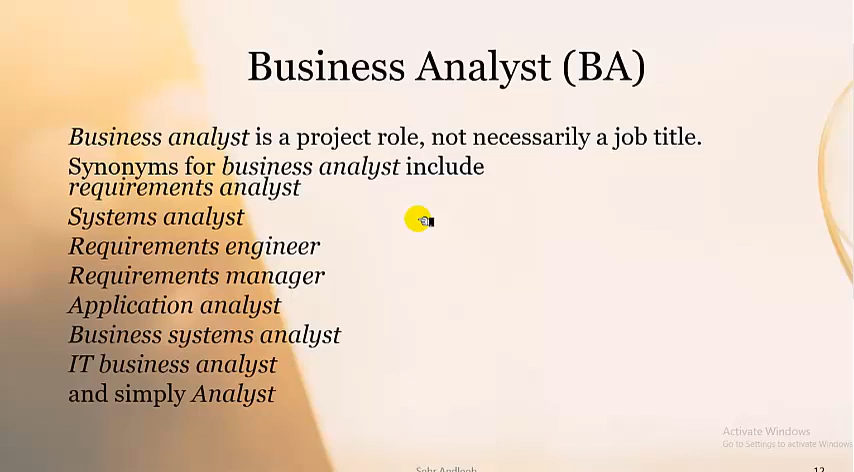 Business Analyst (BA)
Business analyst is a project role, not necessarily a job title.
Synonyms for business analyst include
requirements analyst
Systems analyst
Requirements engineer
Requirements manager
Application analyst
Business systems analyst
IT business analyst
and simply Analyst
Activate Windows
Go to Settings to activate Windows
12